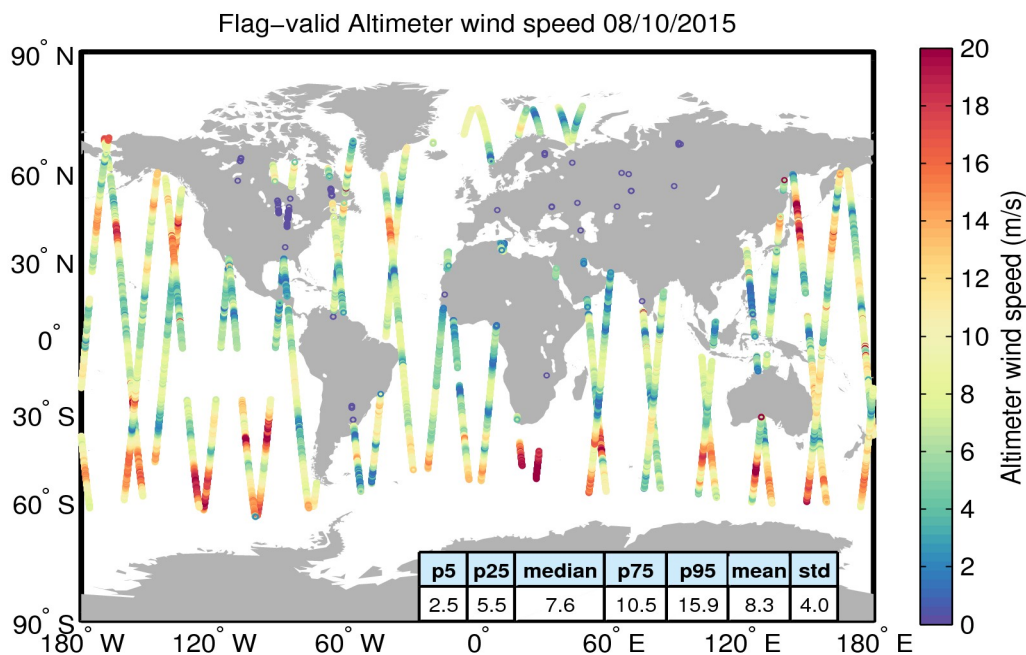 Flag−valid Altimeter wind speed 08/10/2015
90° N
60° N
30° N
0°
30° S
60° S
90° S
180° W
120° W
60° W
0°
60° E
120° E
180° E
20
18
16
14
12
10
8
6
4
2
0
Altimeter wind speed (m/s)
p5 p25 median p75 p95 mean std
2.5 5.5 7.6 10.5 15.9 8.3 4.0